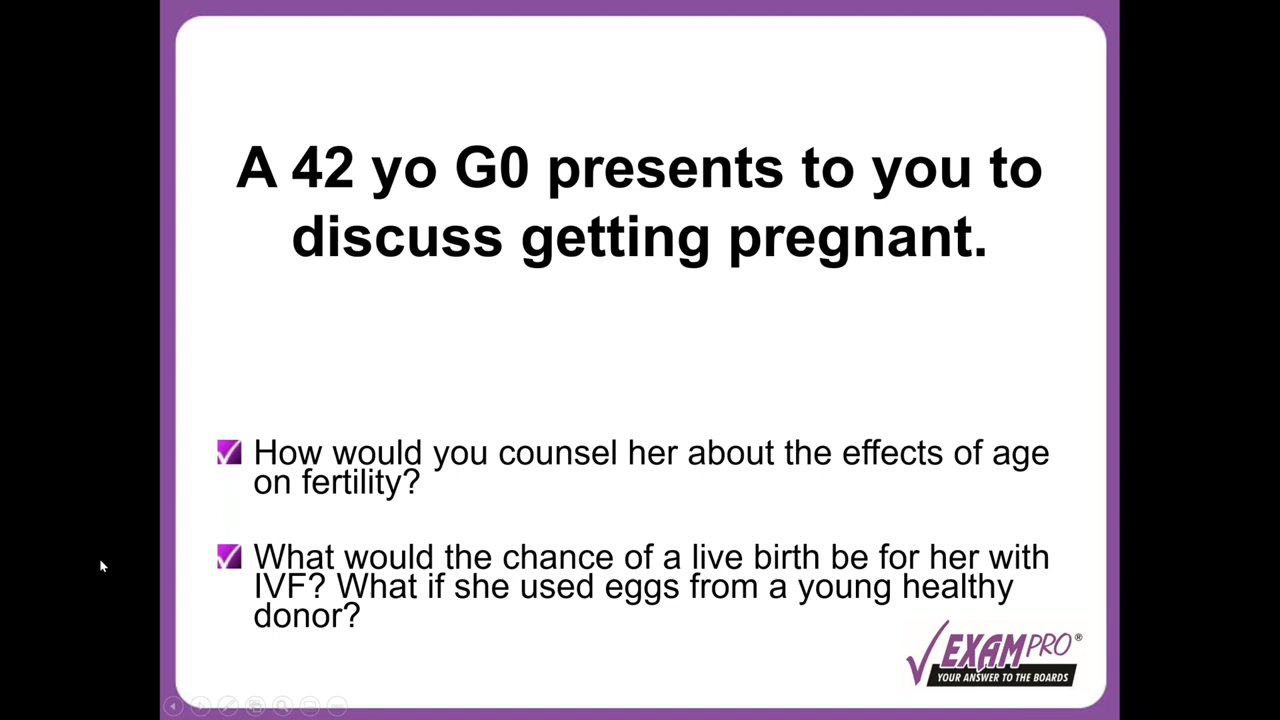 A 42 yo G0 presents to you to
discuss getting pregnant.
How would you counsel her about the effects of age
on fertility?
What would the chance of a live birth be for her with
IVF? What if she used eggs from a young healthy
donor?
EXAMPRO®
YOUR ANSWER TO THE BOARDS